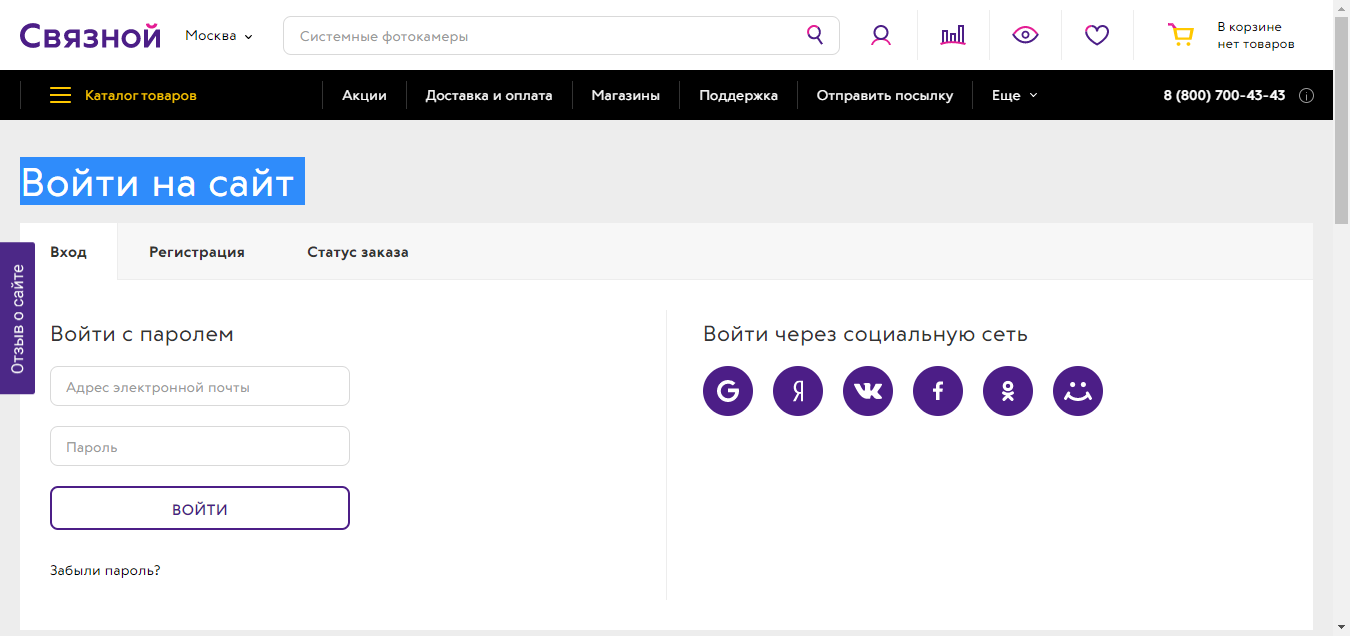 Связной
Москва
Системные фотокамеры
В корзине
нет товаров
Каталог товаров
Акции
Доставка и оплата
Магазины
Поддержка
Отправить посылку
Еще
8 (800) 700-43-43
Войти на сайт
Вход
Регистрация
Статус заказа
Отзыв о сайте
Войти с паролем
Адрес электронной почты
Пароль
ВОЙТИ
Забыли пароль?
Войти через социальную сеть